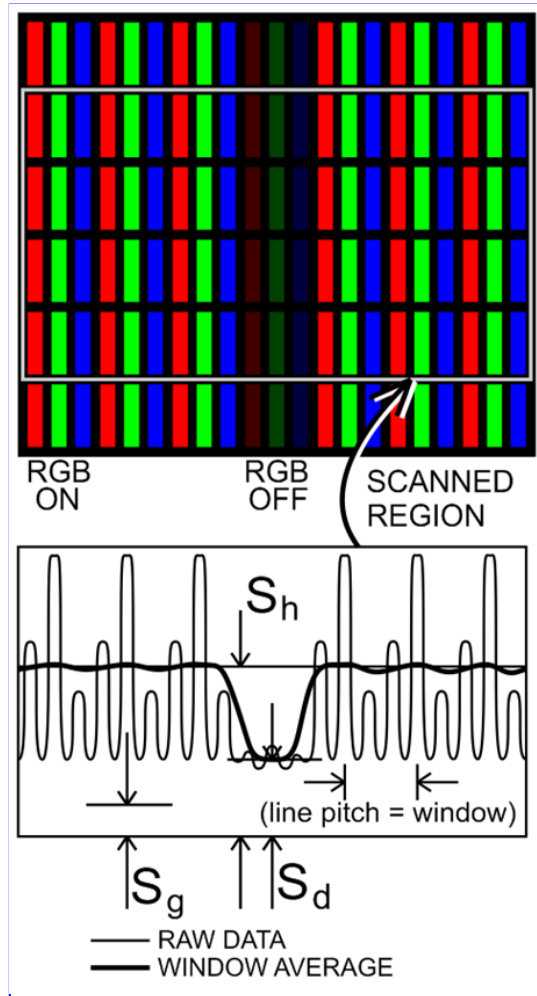 RGB
ON
RGB
OFF
SCANNED
REGION
Sh
(line pitch = window)
Sg
Sd
RAW DATA
WINDOW AVERAGE